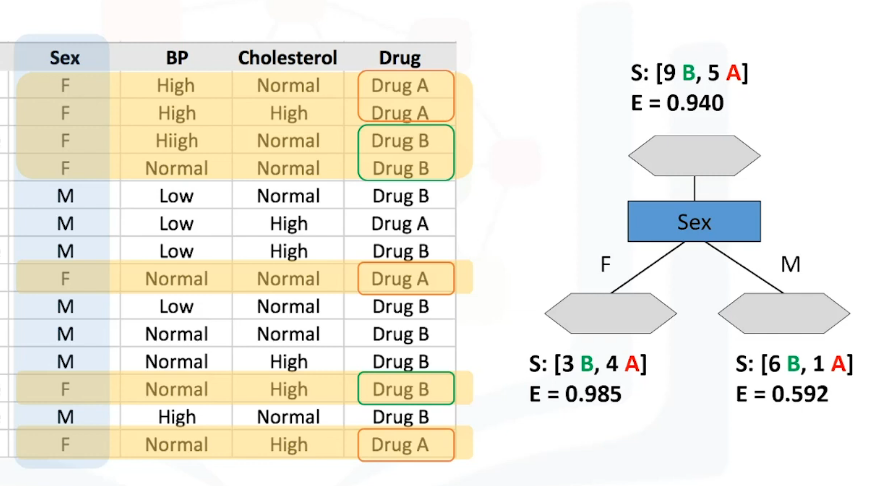 Sex BP Cholesterol Drug
F High Normal Drug A
F High High Drug A
F Hiigh Normal Drug B
F Normal Normal Drug B
M Low Normal Drug B
M Low High Drug A
M Low High Drug B
F Normal Normal Drug A
M Low Normal Drug B
M Normal Normal Drug B
M Normal High Drug B
F Normal High Drug B
M High Normal Drug B
F Normal High Drug A
S: [9 B, 5 A]
E = 0.940
Sex
F M
S: [3 B, 4 A] S: [6 B, 1 A]
E = 0.985 E = 0.592